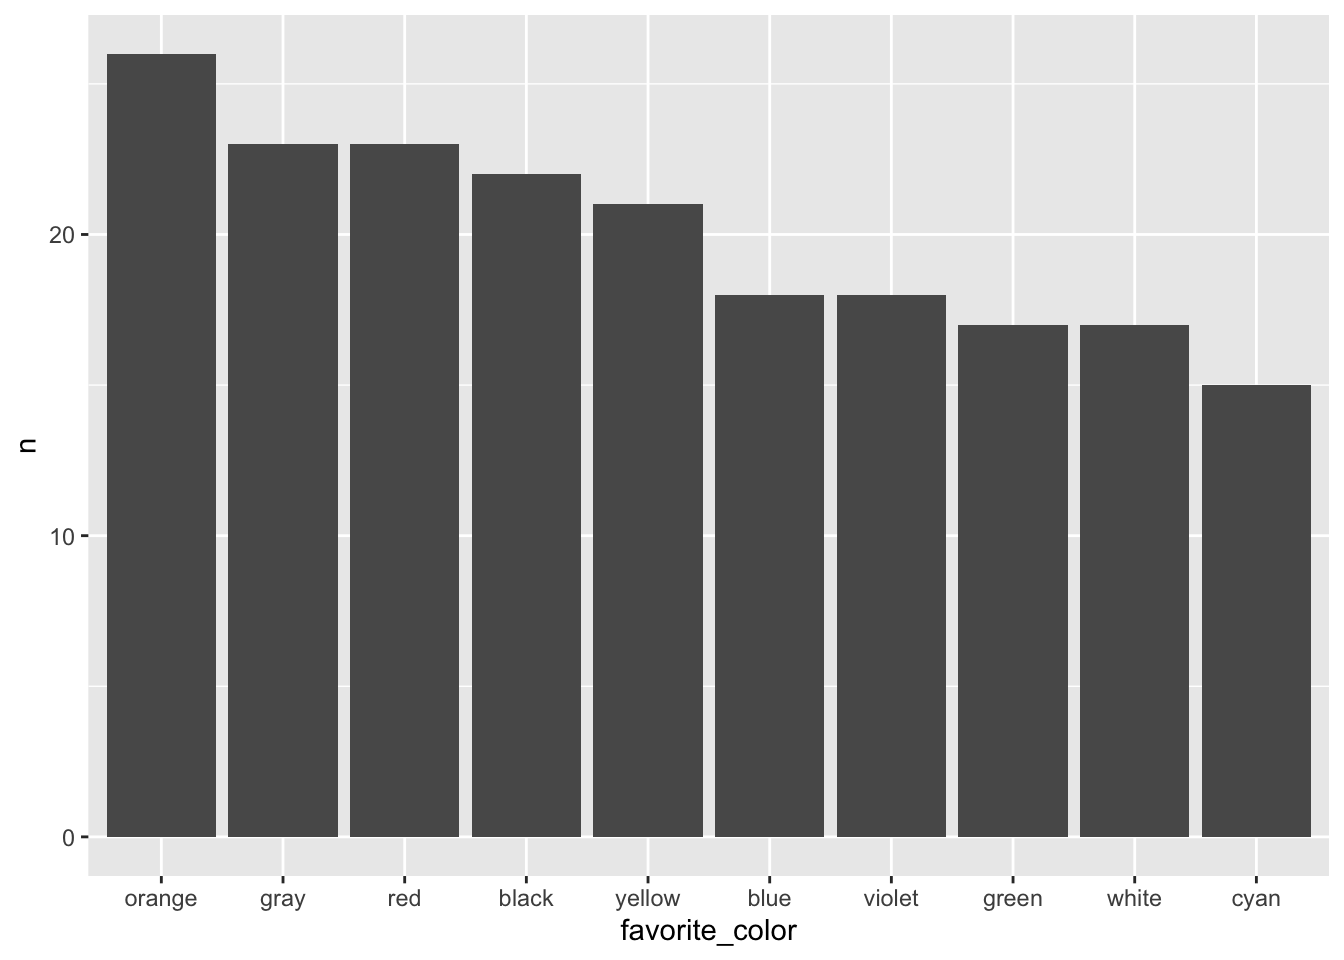 n
20
10
0
orange gray red black yellow blue violet green white cyan
favorite_color